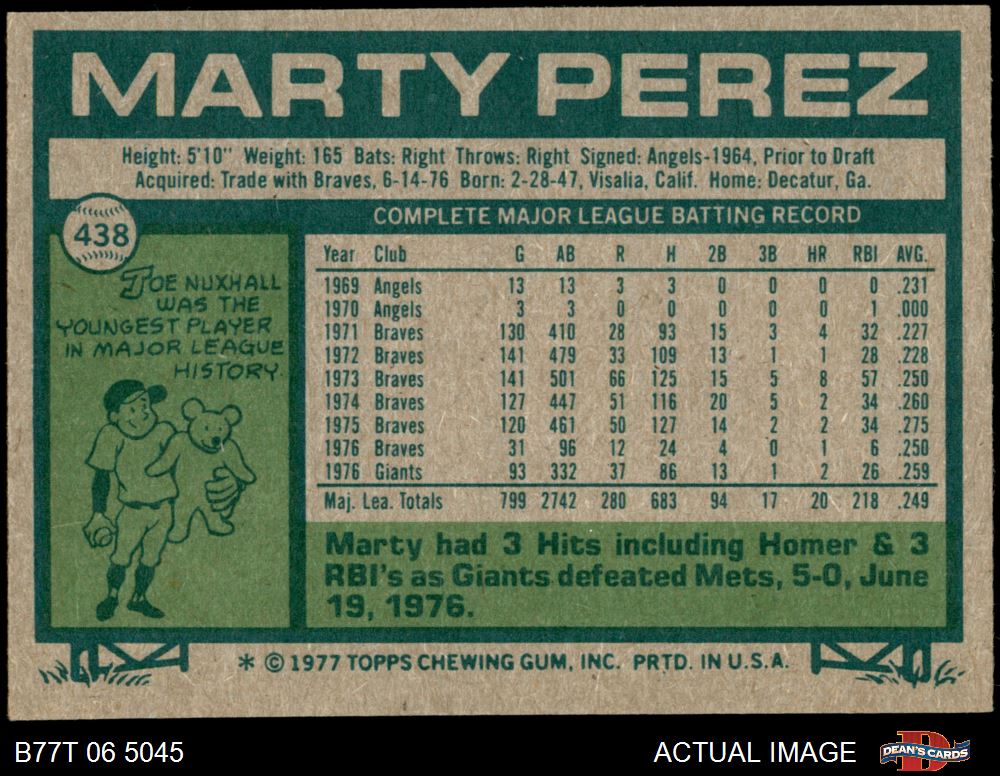 MARTY PEREZ
Height: 5'10" Weight: 165 Bats: Right Throws: Right Signed: Angels-1964, Prior to Draft
Acquired: Trade with Braves, 6-14-76 Born: 2-28-47, Visalia, Calif. Home: Decatur, Ga.
438
JOE NUXHALL
WAS THE
YOUNGEST PLAYER
IN MAJOR LEAGUE
HISTORY.
COMPLETE MAJOR LEAGUE BATTING RECORD
Year Club G AB R H 2B 3B HR RBI AVG.
1969 Angels 13 13 3 3 0 0 0 0 .231
1970 Angels 3 3 0 0 0 0 0 1 .000
1971 Braves 130 410 28 93 15 3 4 32 .227
1972 Braves 141 479 33 109 13 1 1 28 .228
1973 Braves 141 501 66 125 15 5 8 57 .250
1974 Braves 127 447 51 116 20 5 2 34 .260
1975 Braves 120 461 50 127 14 2 2 34 .275
1976 Braves 31 96 12 24 4 0 1 6 .250
1976 Giants 93 332 37 86 13 1 2 26 .259
Maj. Lea. Totals 799 2742 280 683 94 17 20 218 .249
Marty had 3 Hits including Homer & 3
RBI's as Giants defeated Mets, 5-0, June
19, 1976.
* © 1977 TOPPS CHEWING GUM, INC. PRTD. IN U.S.A.
B77T 06 5045
ACTUAL IMAGE
D
DEAN'S CARDS